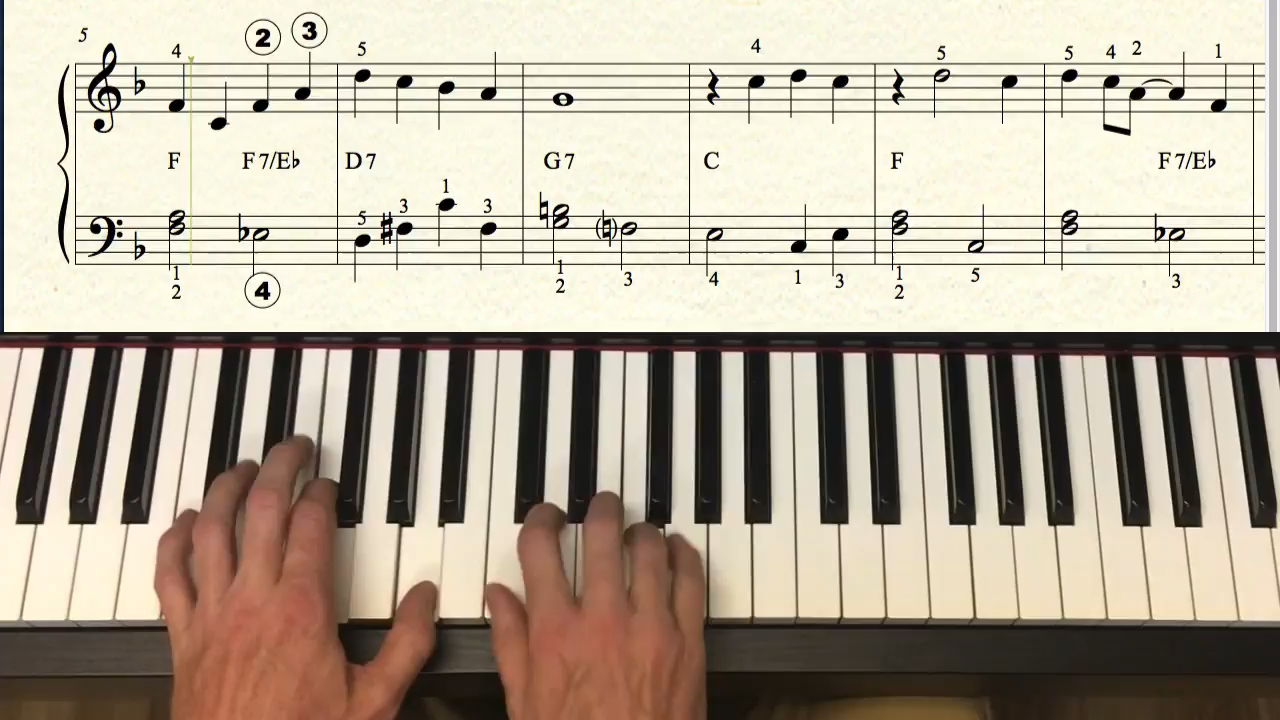 5 4 2 3 5 4 5 5 4 2 1
F F7/E♭ D7 G7 C F F7/E♭
1
5 3 3
1 4 1 3 4 1 3 1 5 3
2 2 2